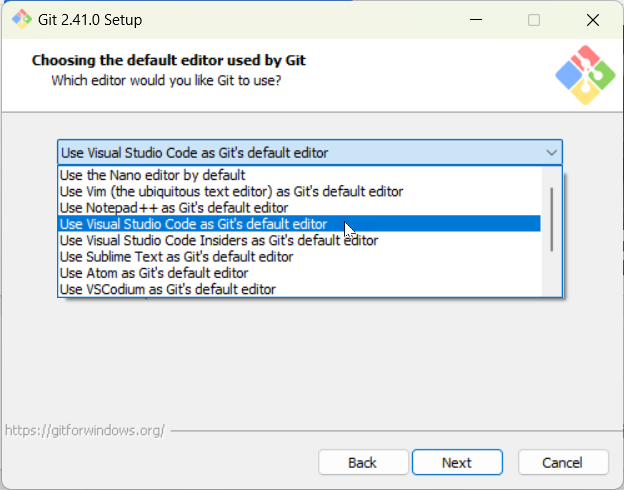 Git 2.41.0 Setup
Choosing the default editor used by Git
Which editor would you like Git to use?
Use Visual Studio Code as Git's default editor
Use the Nano editor by default
Use Vim (the ubiquitous text editor) as Git's default editor
Use Notepad++ as Git's default editor
Use Visual Studio Code as Git's default editor
Use Visual Studio Code Insiders as Git's default editor
Use Sublime Text as Git's default editor
Use Atom as Git's default editor
Use VSCodium as Git's default editor
https://gitforwindows.org/
Back Next Cancel